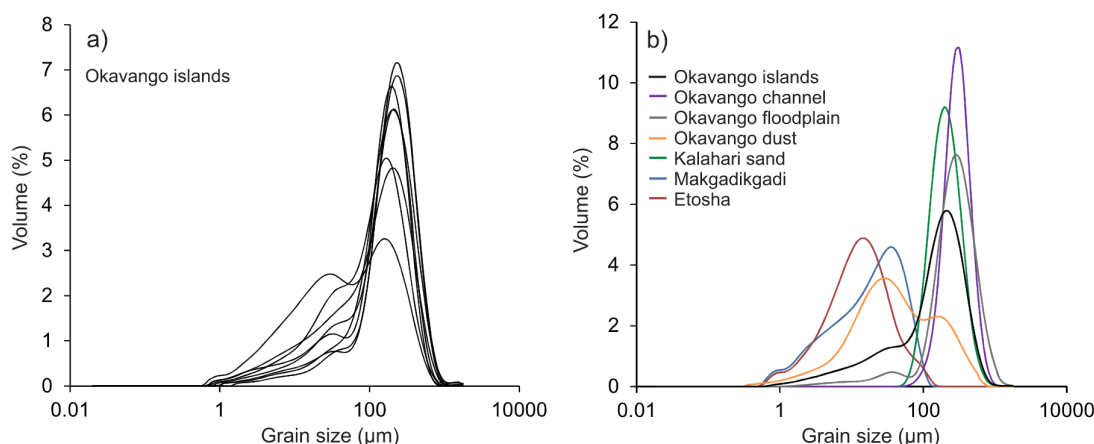 a)
Okavango islands
Volume (%)
8
7
6
5
4
3
2
1
0
0.01
1
100
10000
Grain size (µm)
b)
Okavango islands
Okavango channel
Okavango floodplain
Okavango dust
Kalahari sand
Makgadikgadi
Etosha
Volume (%)
12
10
8
6
4
2
0
0.01
1
100
10000
Grain size (µm)